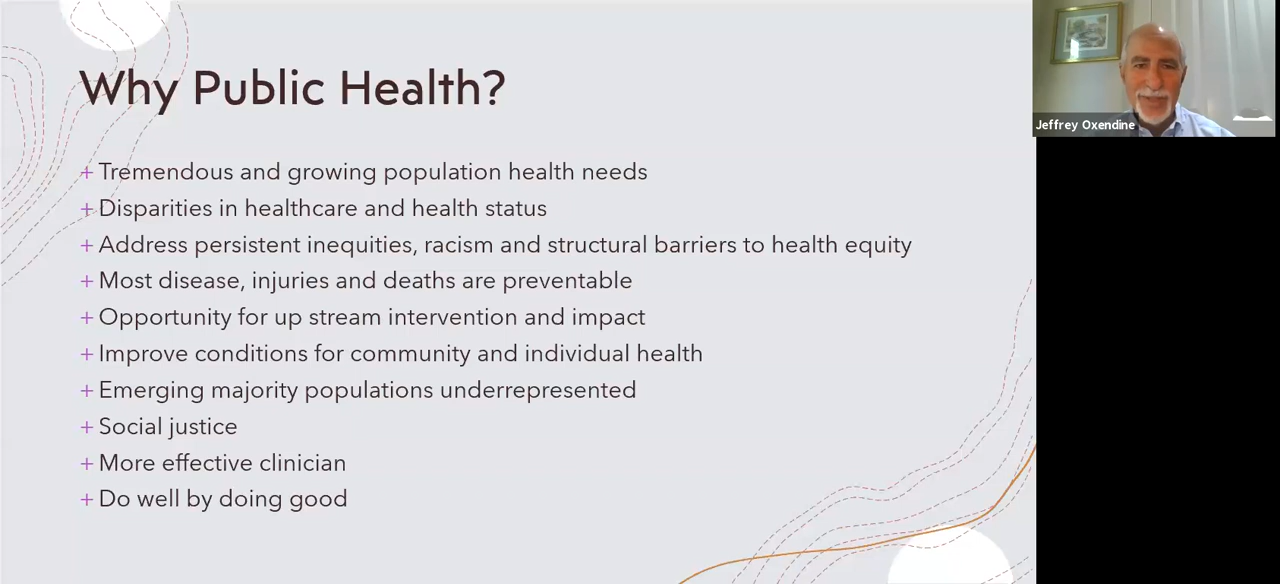 Why Public Health?
+ Tremendous and growing population health needs
+ Disparities in healthcare and health status
+ Address persistent inequities, racism and structural barriers to health equity
+ Most disease, injuries and deaths are preventable
+ Opportunity for up stream intervention and impact
+ Improve conditions for community and individual health
+ Emerging majority populations underrepresented
+ Social justice
+ More effective clinician
+ Do well by doing good
Jeffrey Oxendine